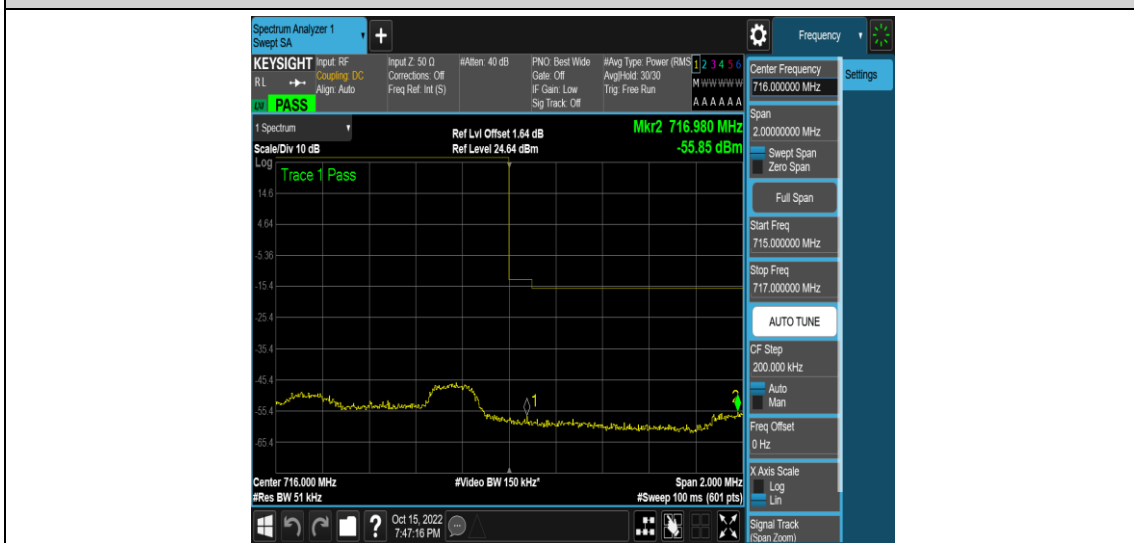 Spectrum Analyzer 1
Swept SA
+
Frequency
KEYSIGHT
RL
LW PASS
Input: RF
Coupling: DC
Align: Auto
Input Z: 50 Ω
Corrections: Off
Freq Ref: Int (S)
#Atten: 40 dB
PNO: Best Wide
Gate: Off
IF Gain: Low
Sig Track: Off
#Avg Type: Power (RMS
Avg|Hold: 30/30
Trig: Free Run
1 2 3 4 5 6
M W W W W W
A A A A A A
Center Frequency
716.000000 MHz
Settings
1 Spectrum
Ref Lvl Offset 1.64 dB
Mkr2 716.980 MHz
Scale/Div 10 dB
Ref Level 24.64 dBm
-55.85 dBm
Span
2.00000000 MHz
Swept Span
Zero Span
Log
Trace 1 Pass
14.6
4.64
-5.36
-15.4
-25.4
-35.4
-45.4
-55.4
-65.4
1
2
Full Span
Start Freq
715.000000 MHz
Stop Freq
717.000000 MHz
AUTO TUNE
CF Step
200.000 kHz
Auto
Man
Freq Offset
0 Hz
X Axis Scale
Log
Lin
Signal Track
(Span Zoom)
Center 716.000 MHz
#Video BW 150 kHz*
Span 2.000 MHz
#Res BW 51 kHz
#Sweep 100 ms (601 pts)
?
Oct 15, 2022
7:47:16 PM